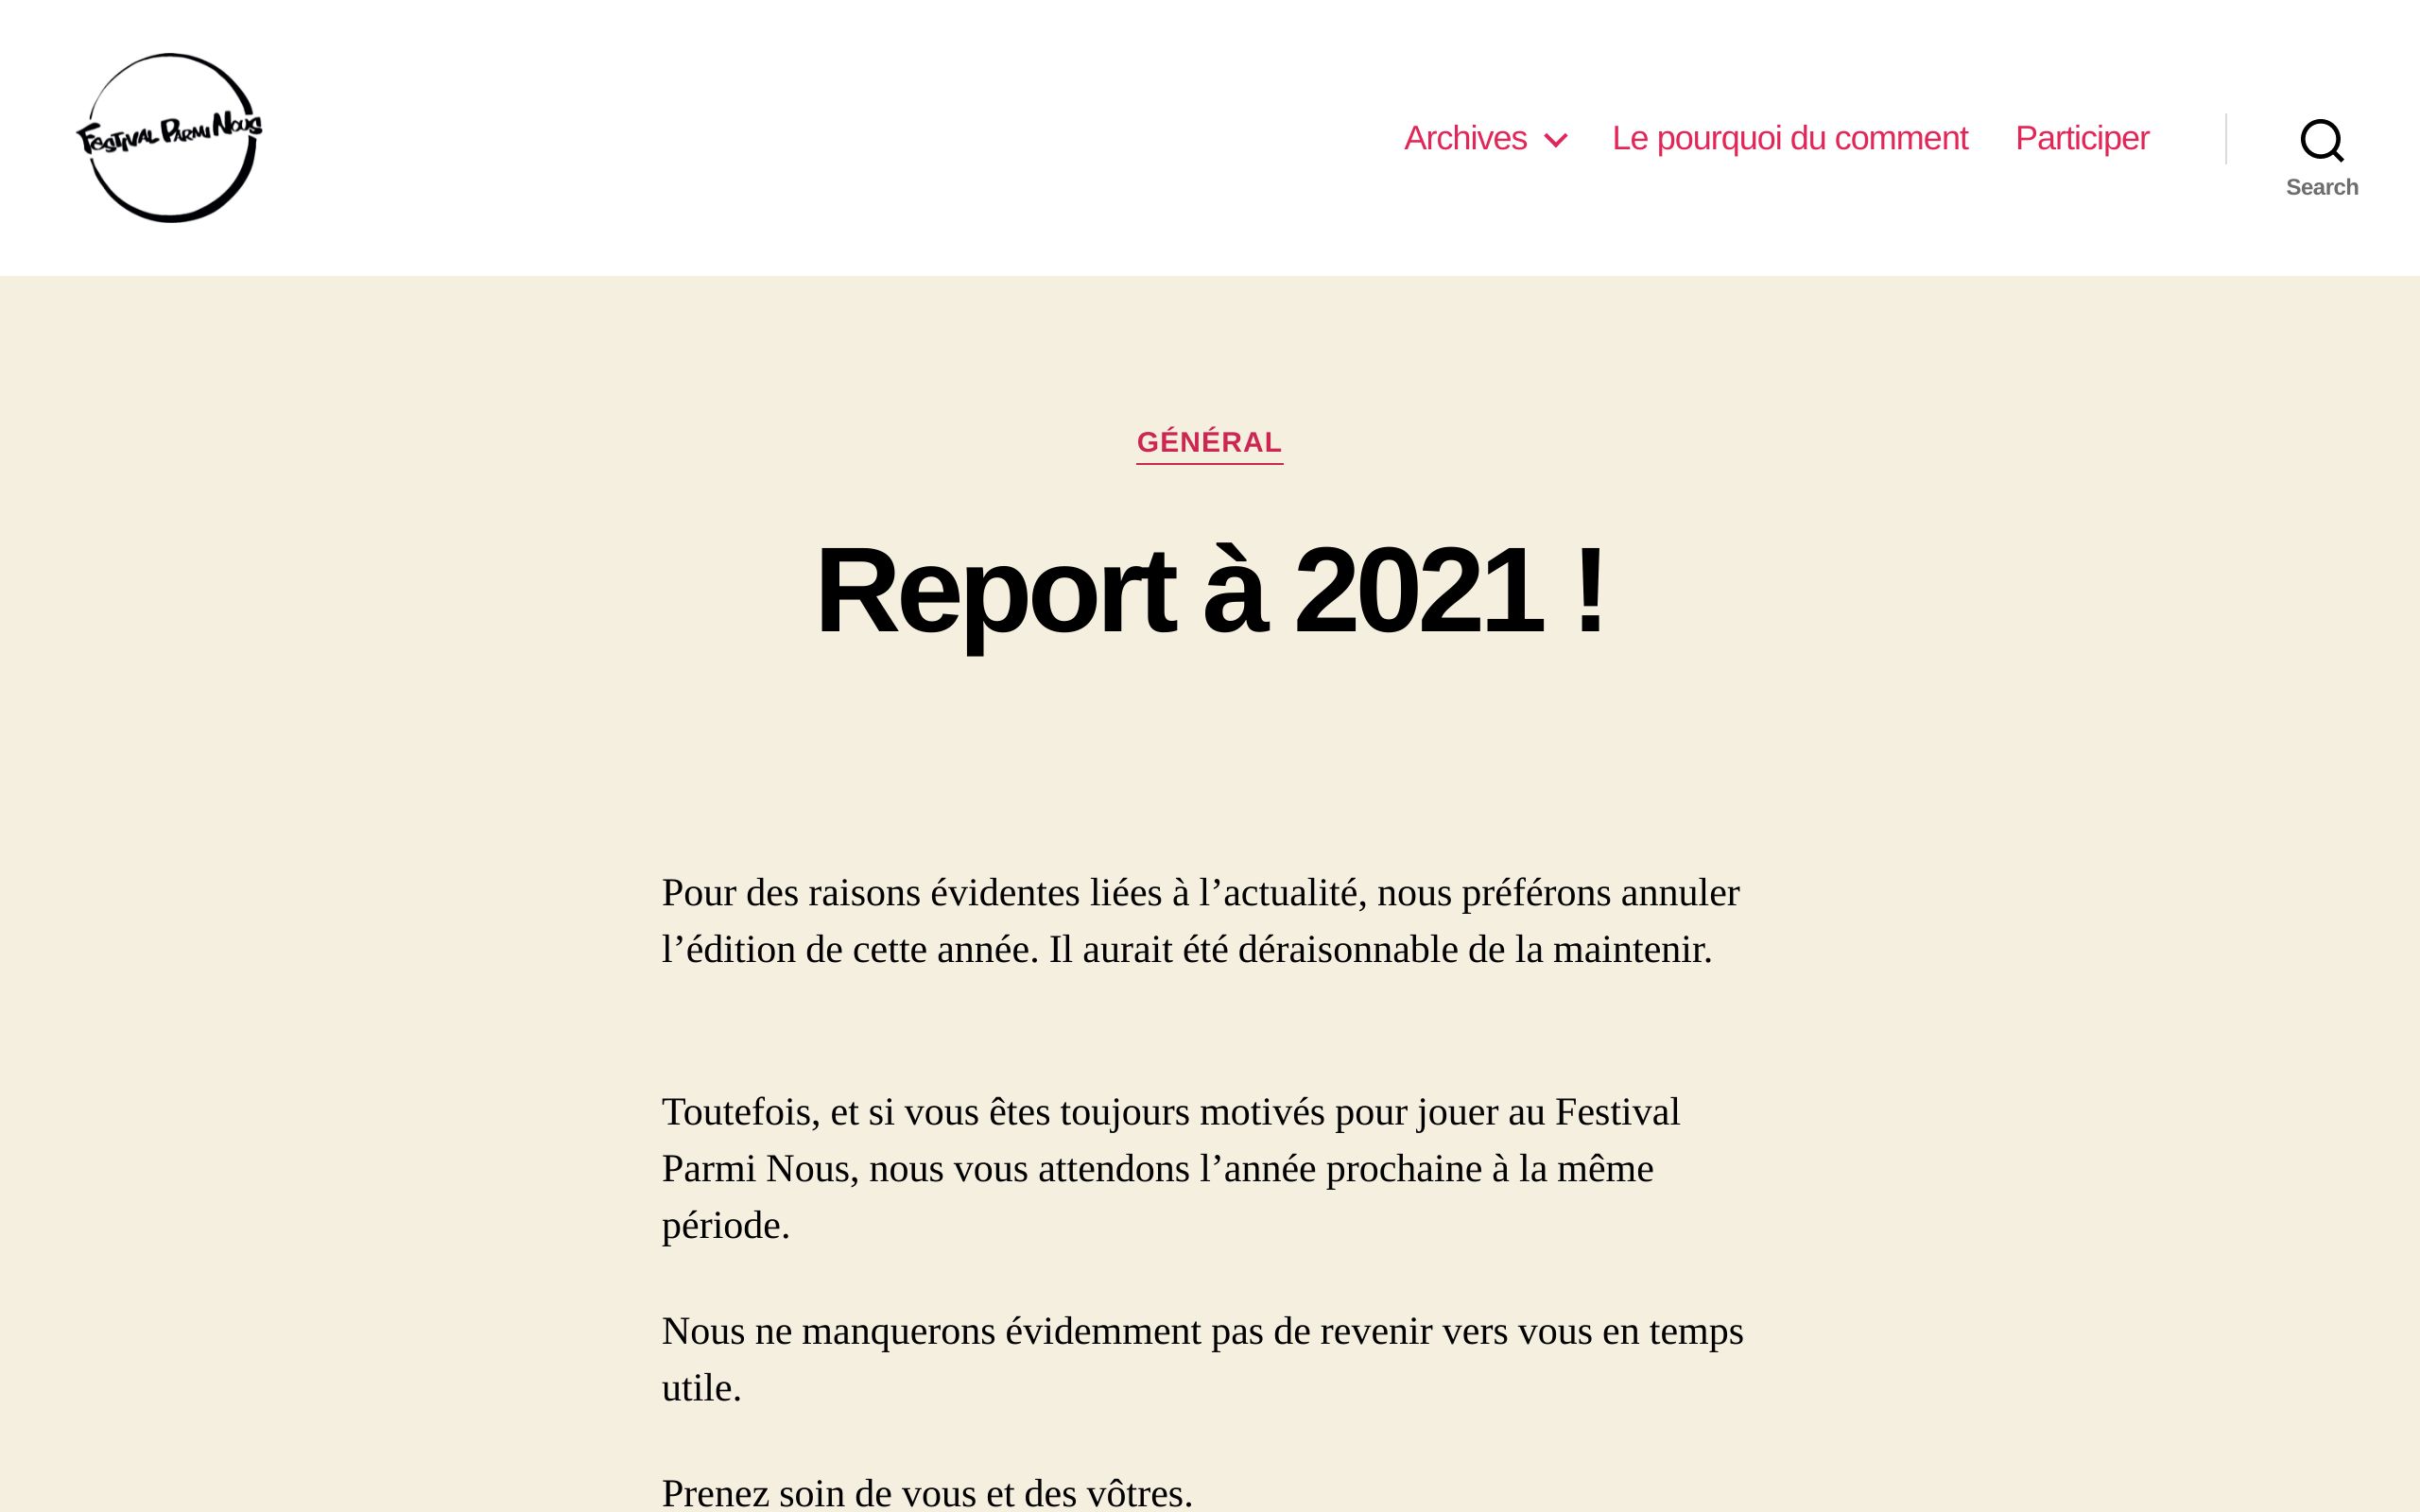 Festival Parmi Nous
Archives
Le pourquoi du comment
Participer
Search
GÉNÉRAL
Report à 2021 !
Pour des raisons évidentes liées à l’actualité, nous préférons annuler
l’édition de cette année. Il aurait été déraisonnable de la maintenir.
Toutefois, et si vous êtes toujours motivés pour jouer au Festival
Parmi Nous, nous vous attendons l’année prochaine à la même
période.
Nous ne manquerons évidemment pas de revenir vers vous en temps
utile.
Prenez soin de vous et des vôtres.